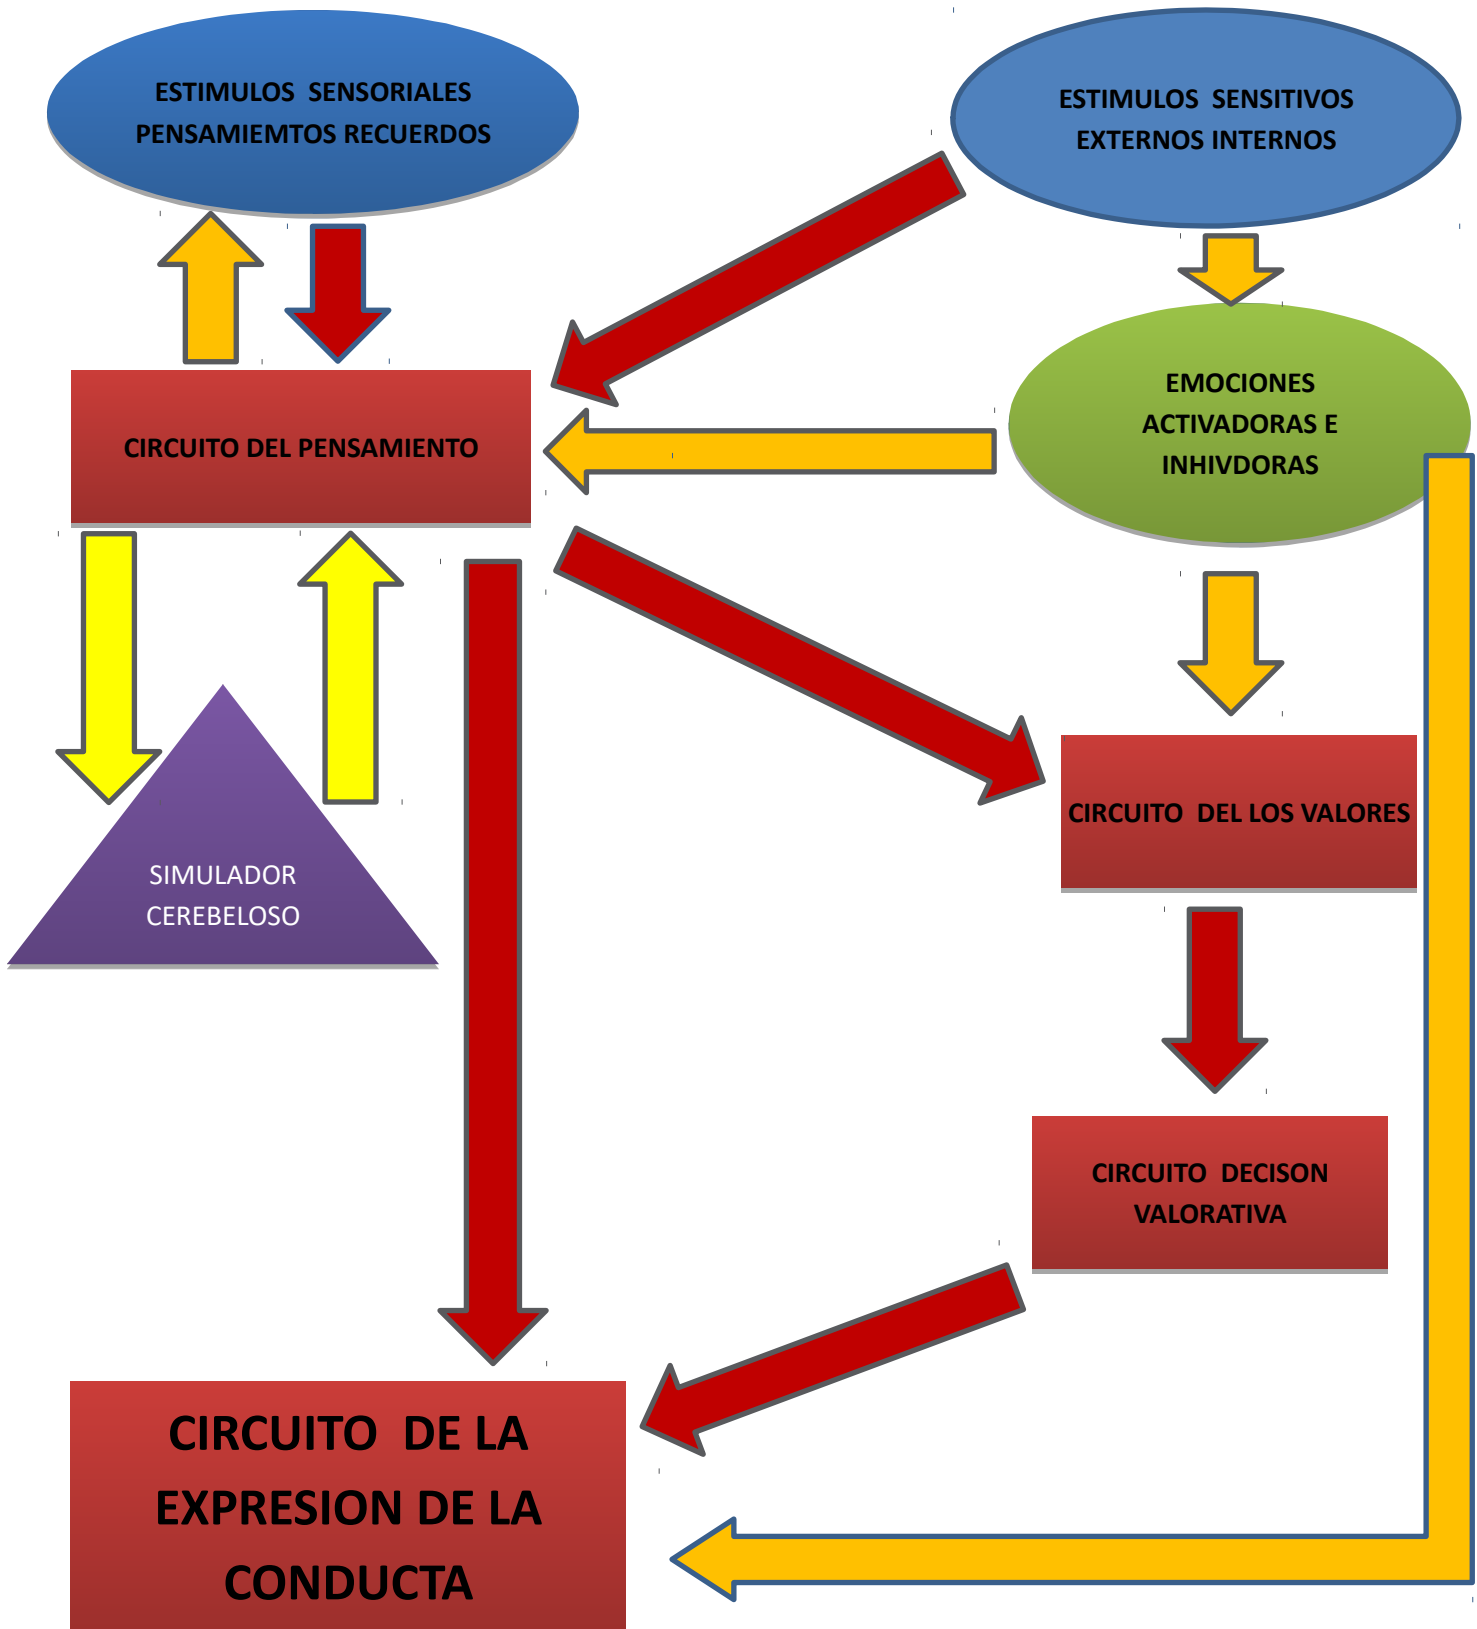 ESTIMULOS SENSORIALES
PENSAMIEMTOS RECUERDOS
ESTIMULOS SENSITIVOS
EXTERNOS INTERNOS
EMOCIONES
ACTIVADORAS E
INHIVDORAS
CIRCUITO DEL PENSAMIENTO
SIMULADOR
CEREBELOSO
CIRCUITO DEL LOS VALORES
CIRCUITO DECISON
VALORATIVA
CIRCUITO DE LA
EXPRESION DE LA
CONDUCTA